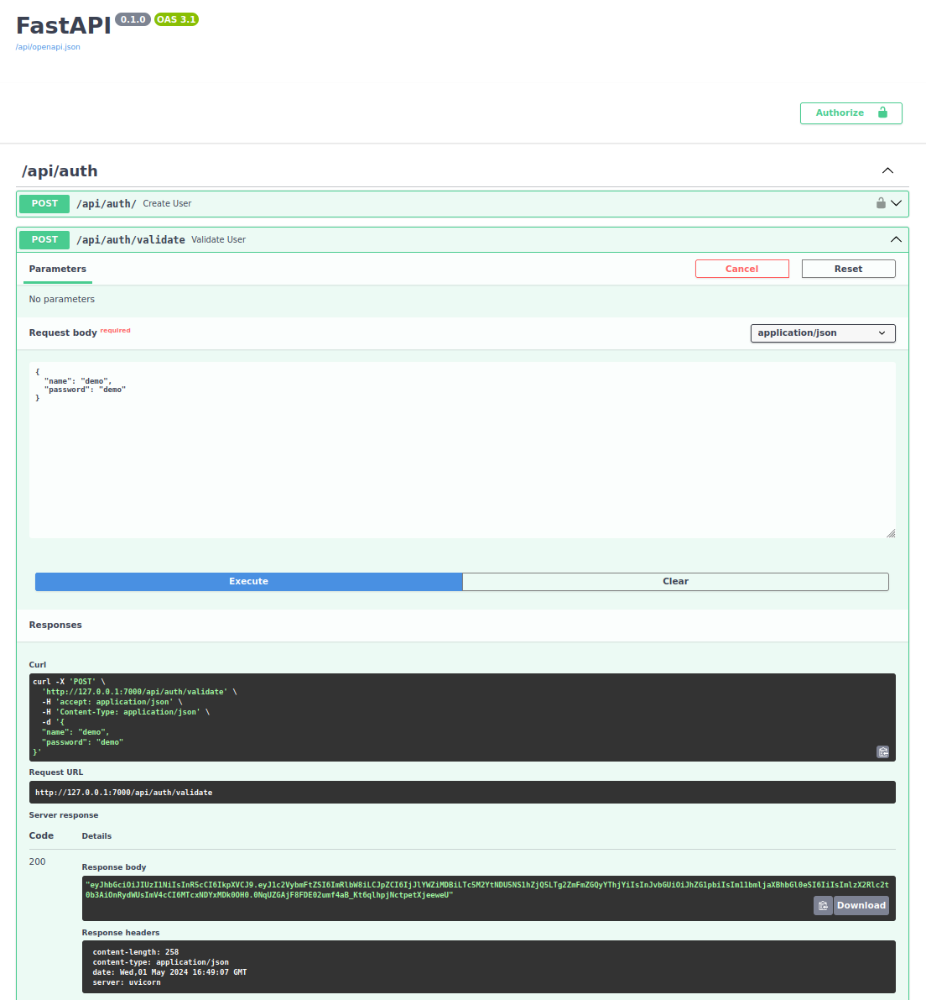 FastAPI 0.1.0 OAS 3.1
/api/openapi.json
Authorize
/api/auth
POST /api/auth/ Create User
POST /api/auth/validate Validate User
Parameters Cancel Reset
No parameters
Request body required application/json
{
"name": "demo",
"password": "demo"
}
Execute Clear
Responses
Curl
curl -X 'POST' \
'http://127.0.0.1:7000/api/auth/validate' \
-H 'accept: application/json' \
-H 'Content-Type: application/json' \
-d '{
"name": "demo",
"password": "demo"
}'
Request URL
http://127.0.0.1:7000/api/auth/validate
Server response
Code Details
200
Response body
Download
Response headers
content-length: 258
content-type: application/json
date: Wed,01 May 2024 16:49:07 GMT
server: uvicorn